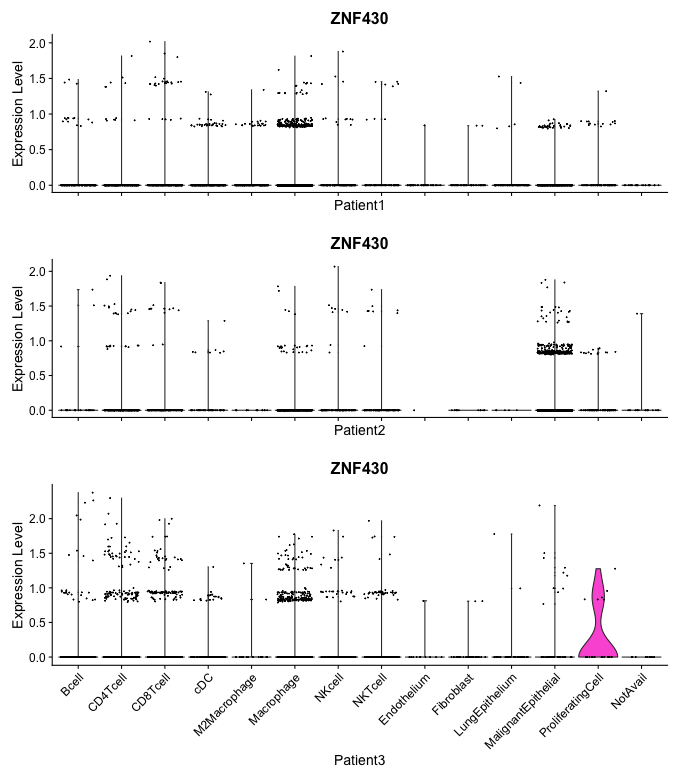 ZNF430
Expression Level
2.0
1.5
1.0
0.5
0.0
Patient1
ZNF430
Expression Level
2.0
1.5
1.0
0.5
0.0
Patient2
ZNF430
Expression Level
2.0
1.5
1.0
0.5
0.0
Bcell
CD4Tcell
CD8Tcell
cDC
M2Macrophage
Macrophage
NKcell
NKTcell
Endothelium
Fibroblast
LungEpithelium
MalignantEpithelial
ProliferatingCell
NotAvail
Patient3